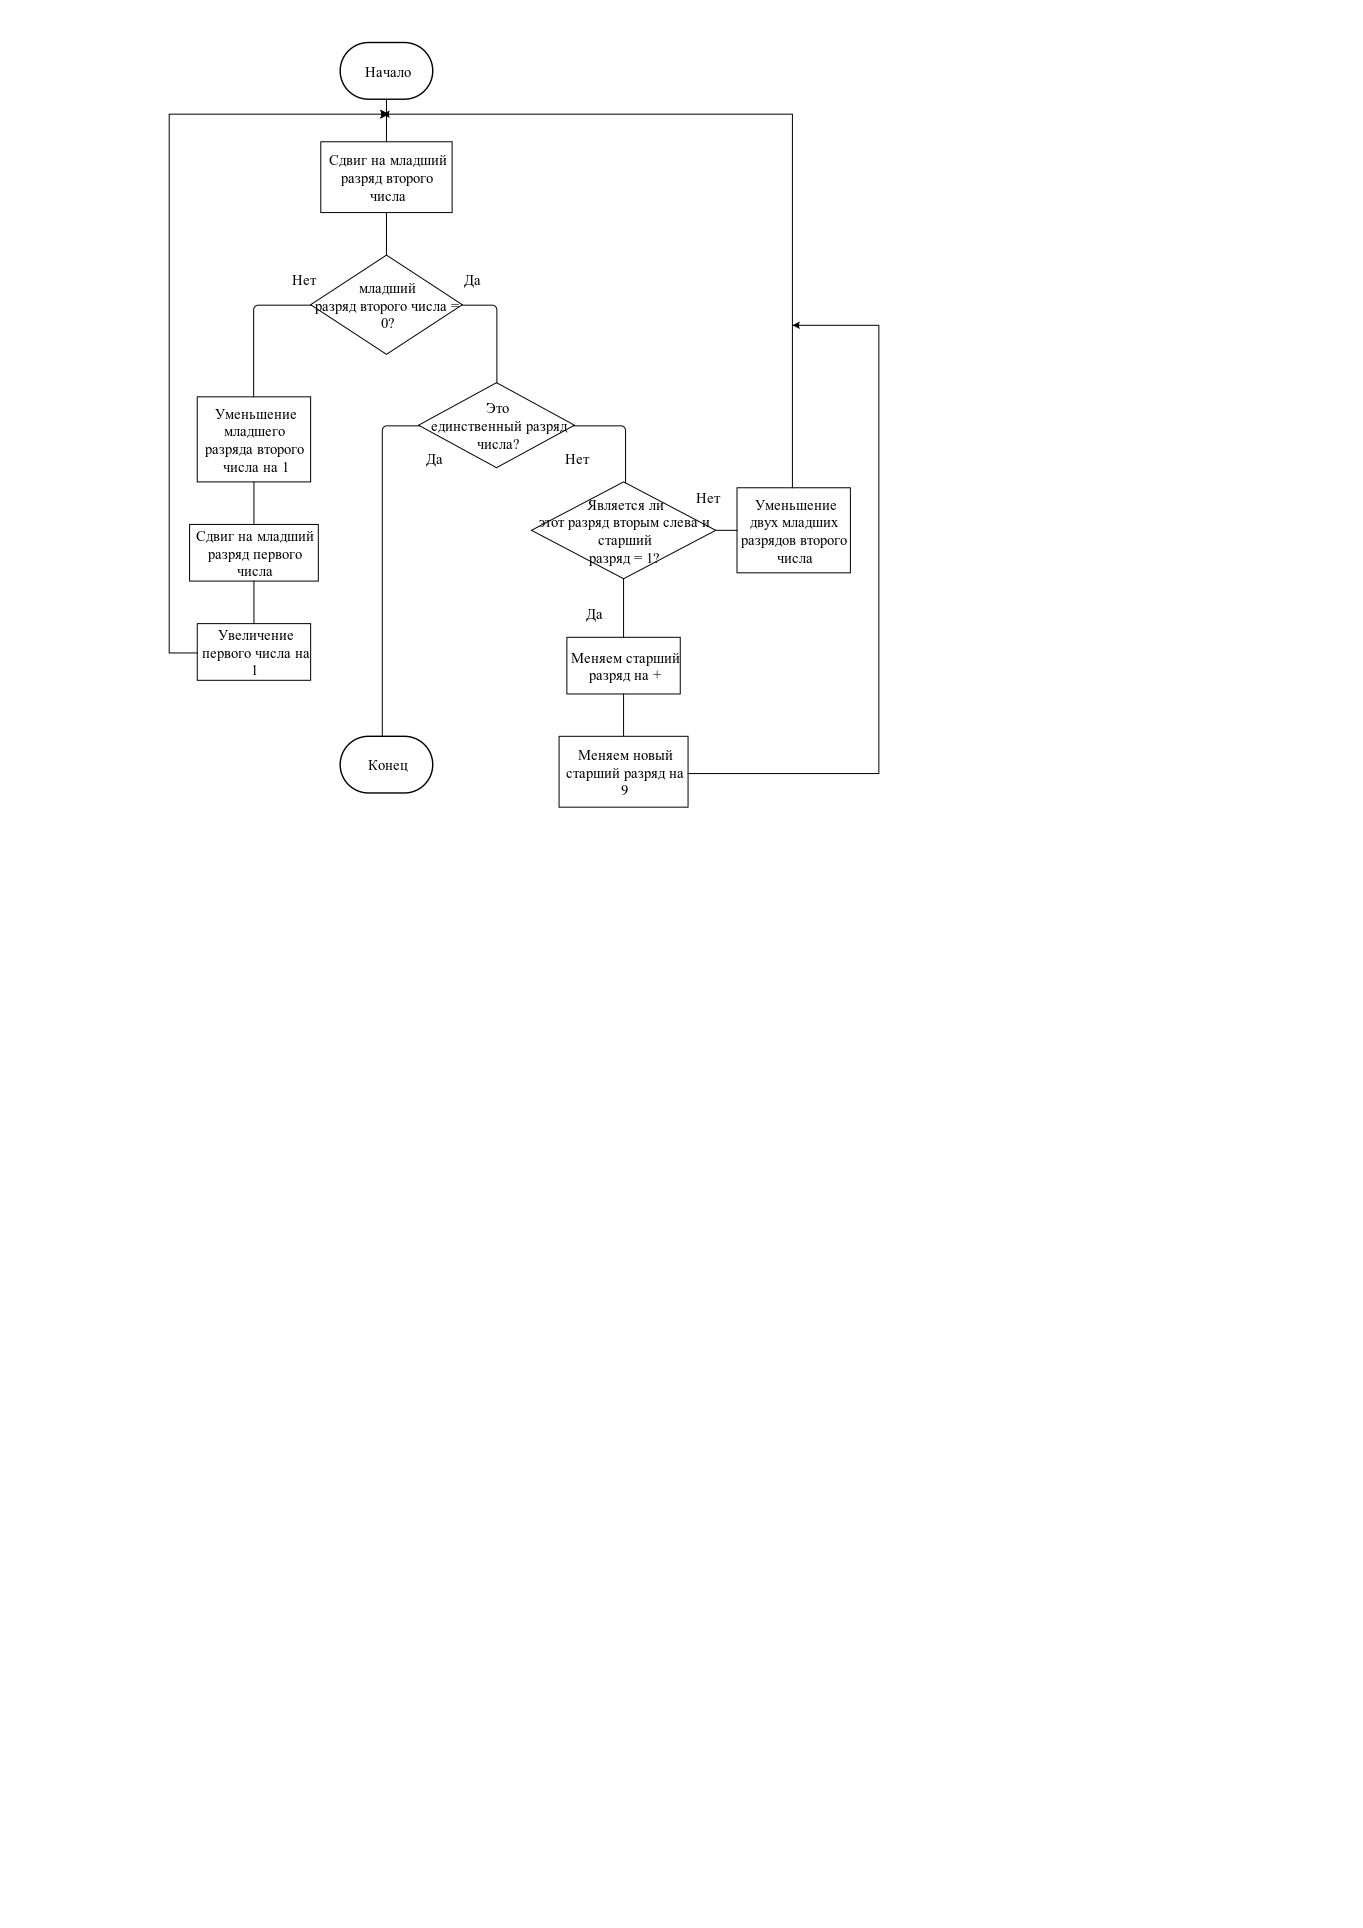 Начало
Сдвиг на младший
разряд второго
числа
Нет
Да
младший
разряд второго числа =
0?
Уменьшение
младшего
разряда второго
числа на 1
Это
единственный разряд
числа?
Да
Нет
Является ли
этот разряд вторым слева и
старший
разряд = 1?
Нет
Уменьшение
двух младших
разрядов второго
числа
Сдвиг на младший
разряд первого
числа
Да
Увеличение
первого числа на
1
Меняем старший
разряд на +
Конец
Меняем новый
старший разряд на
9